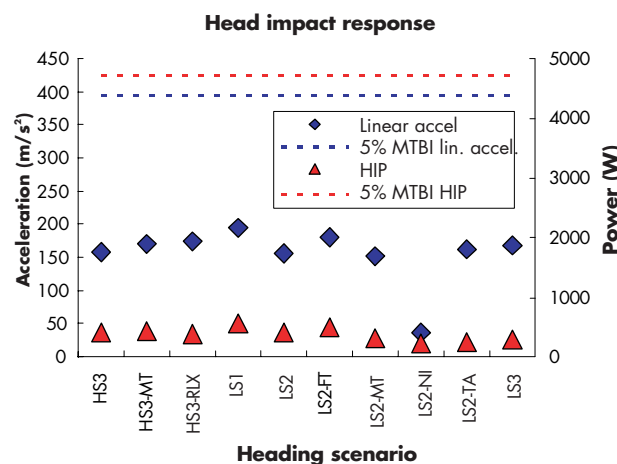 Head impact response
450
400
350
300
250
200
150
100
50
0
Acceleration (m/s²)
5000
4000
3000
2000
1000
0
Power (W)
Linear accel
5% MTBI lin. accel.
HIP
5% MTBI HIP
HS3
HS3-MT
HS3-RLX
LS1
LS2
LS2-FT
LS2-MT
LS2-NI
LS2-TA
LS3
Heading scenario